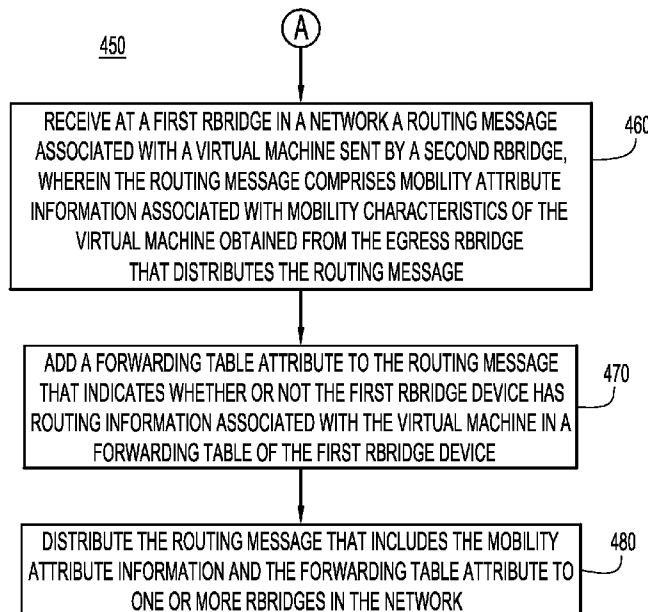 450
A
RECEIVE AT A FIRST RBRIDGE IN A NETWORK A ROUTING MESSAGE
ASSOCIATED WITH A VIRTUAL MACHINE SENT BY A SECOND RBRIDGE,
WHEREIN THE ROUTING MESSAGE COMPRISES MOBILITY ATTRIBUTE
INFORMATION ASSOCIATED WITH MOBILITY CHARACTERISTICS OF THE
VIRTUAL MACHINE OBTAINED FROM THE EGRESS RBRIDGE
THAT DISTRIBUTES THE ROUTING MESSAGE
460
ADD A FORWARDING TABLE ATTRIBUTE TO THE ROUTING MESSAGE
THAT INDICATES WHETHER OR NOT THE FIRST RBRIDGE DEVICE HAS
ROUTING INFORMATION ASSOCIATED WITH THE VIRTUAL MACHINE IN A
FORWARDING TABLE OF THE FIRST RBRIDGE DEVICE
470
DISTRIBUTE THE ROUTING MESSAGE THAT INCLUDES THE MOBILITY
ATTRIBUTE INFORMATION AND THE FORWARDING TABLE ATTRIBUTE TO
ONE OR MORE RBRIDGES IN THE NETWORK
480